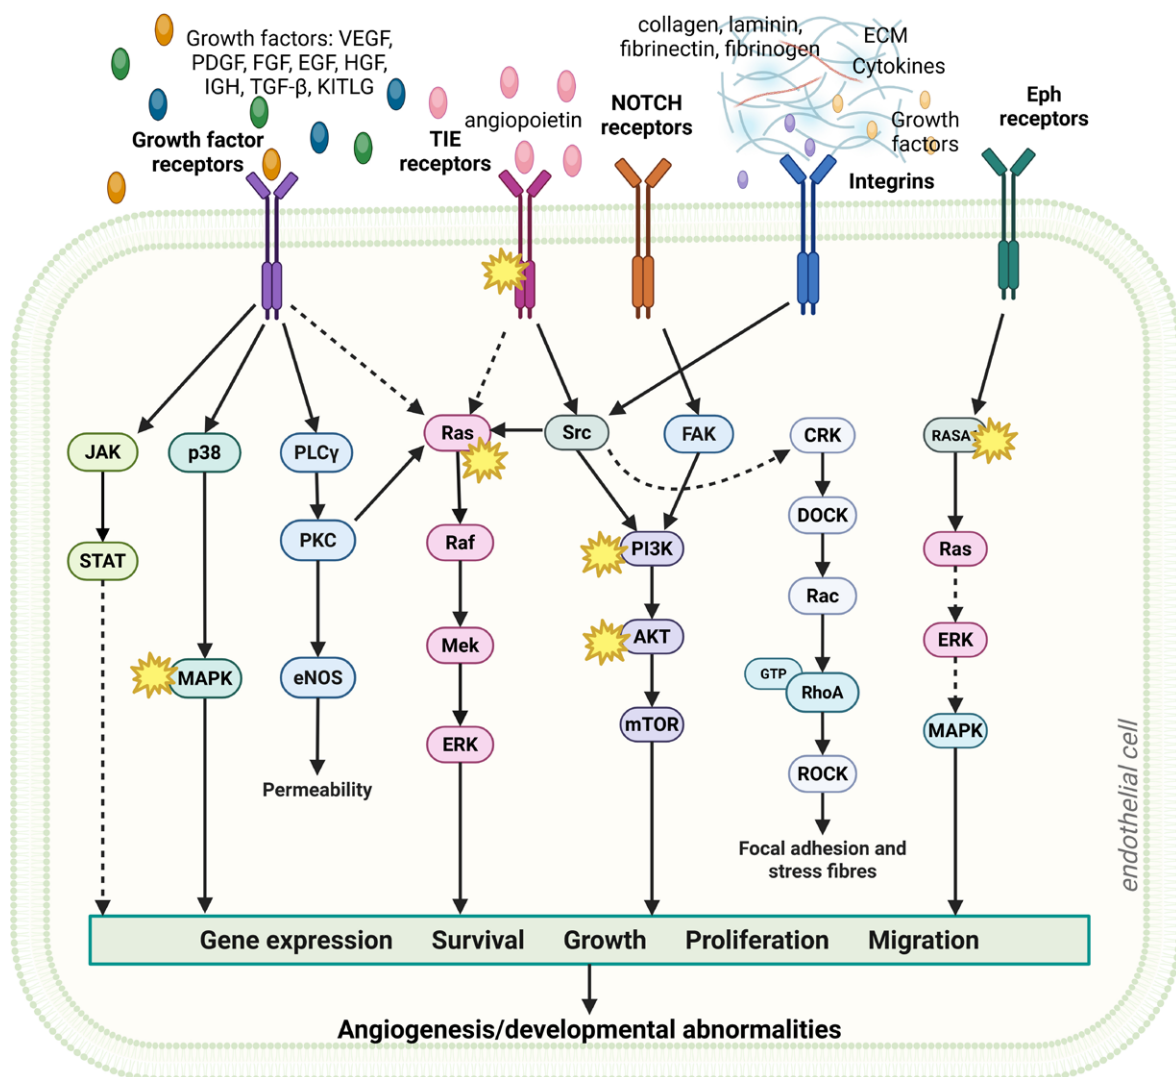 Growth factors: VEGF,
PDGF, FGF, EGF, HGF,
IGH, TGF-β, KITLG
Growth factor
receptors
TIE
receptors
angiopoietin
NOTCH
receptors
collagen, laminin,
fibrinectin, fibrinogen
ECM
Cytokines
Growth
factors
Integrins
Eph
receptors
JAK
p38
PLCγ
Ras
Src
FAK
CRK
RASA
STAT
PKC
Raf
PI3K
DOCK
Ras
Rac
MAPK
eNOS
Mek
AKT
GTP
RhoA
ERK
Permeability
ERK
mTOR
ROCK
MAPK
Focal adhesion and
stress fibres
endothelial cell
Gene expression Survival Growth Proliferation Migration
Angiogenesis/developmental abnormalities